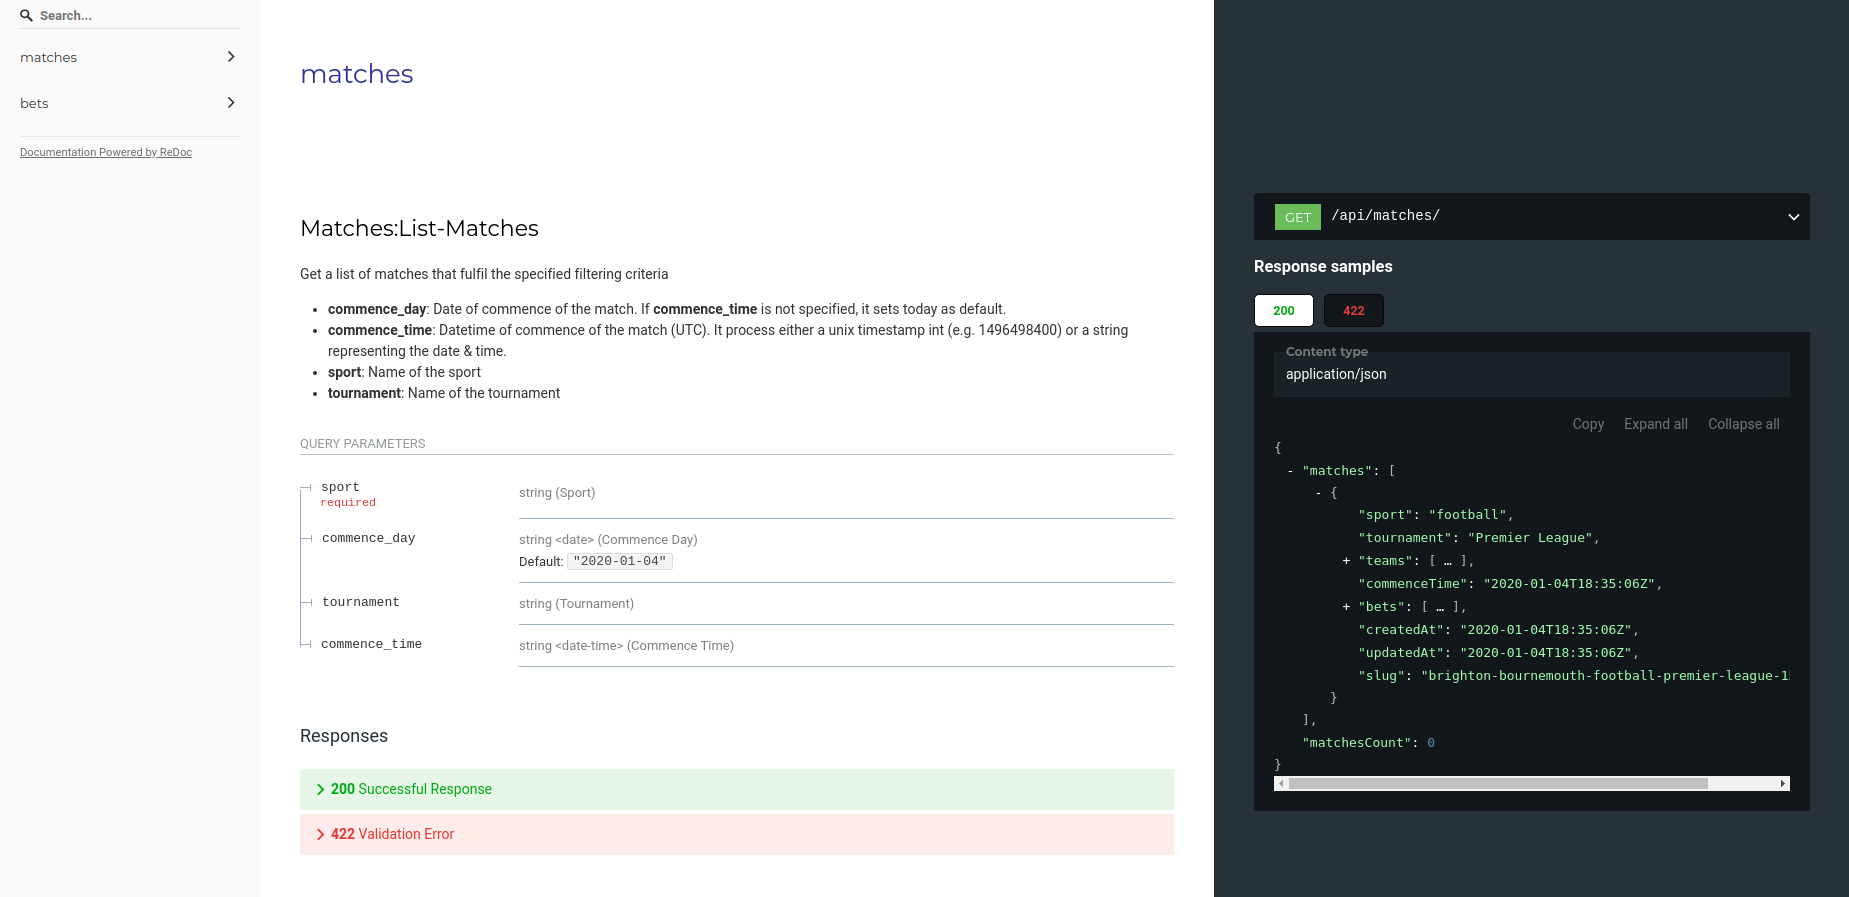 Search...
matches
bets
Documentation Powered by ReDoc
matches
Matches:List-Matches
Get a list of matches that fulfil the specified filtering criteria
• commence_day: Date of commence of the match. If commence_time is not specified, it sets today as default.
• commence_time: Datetime of commence of the match (UTC). It process either a unix timestamp int (e.g. 1496498400) or a string
representing the date & time.
• sport: Name of the sport
• tournament: Name of the tournament
QUERY PARAMETERS
sport
required
string (Sport)
commence_day
string <date> (Commence Day)
Default: "2020-01-04"
tournament
string (Tournament)
commence_time
string <date-time> (Commence Time)
Responses
200 Successful Response
422 Validation Error
GET /api/matches/
Response samples
200 422
Content type
application/json
Copy Expand all Collapse all
{
- "matches": [
- {
"sport": "football",
"tournament": "Premier League",
+ "teams": [ … ],
"commenceTime": "2020-01-04T18:35:06Z",
+ "bets": [ … ],
"createdAt": "2020-01-04T18:35:06Z",
"updatedAt": "2020-01-04T18:35:06Z",
"slug": "brighton-bournemouth-football-premier-league-1
}
],
"matchesCount": 0
}